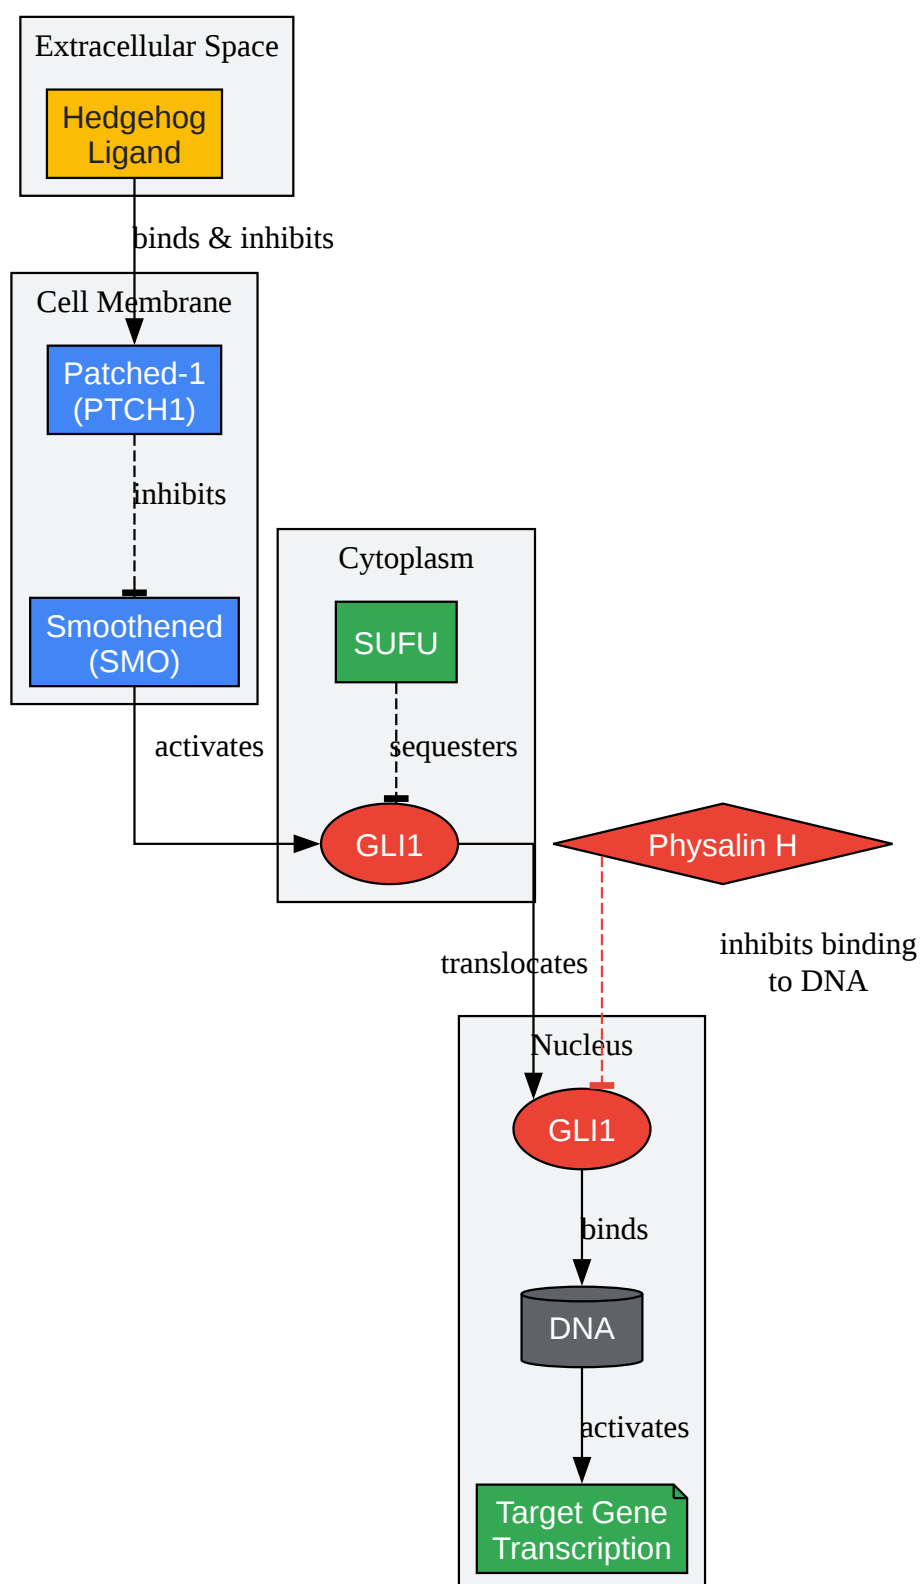 Extracellular Space
Hedgehog
Ligand
binds & inhibits
Cell Membrane
Patched-1
(PTCH1)
inhibits
Smoothened
(SMO)
activates
Cytoplasm
SUFU
sequesters
GLI1
Physalin H
translocates
inhibits binding
to DNA
Nucleus
GLI1
binds
DNA
activates
Target Gene
Transcription